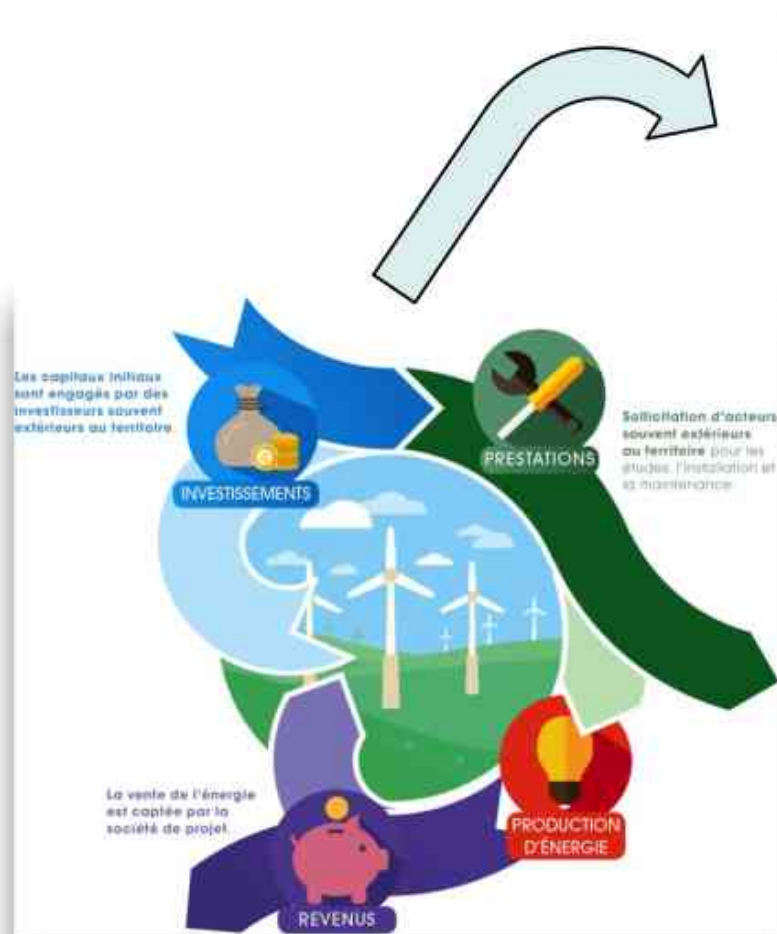 Les capitaux initiaux
sont engagés par des
investisseurs souvent
extérieurs au territoire
INVESTISSEMENTS
PRESTATIONS
Sollicitation d'acteurs
souvent extérieurs
au territoire pour les
études, l'installation et
la maintenance.
La vente de l'énergie
est captée par la
société de projet.
PRODUCTION
D'ÉNERGIE
REVENUS